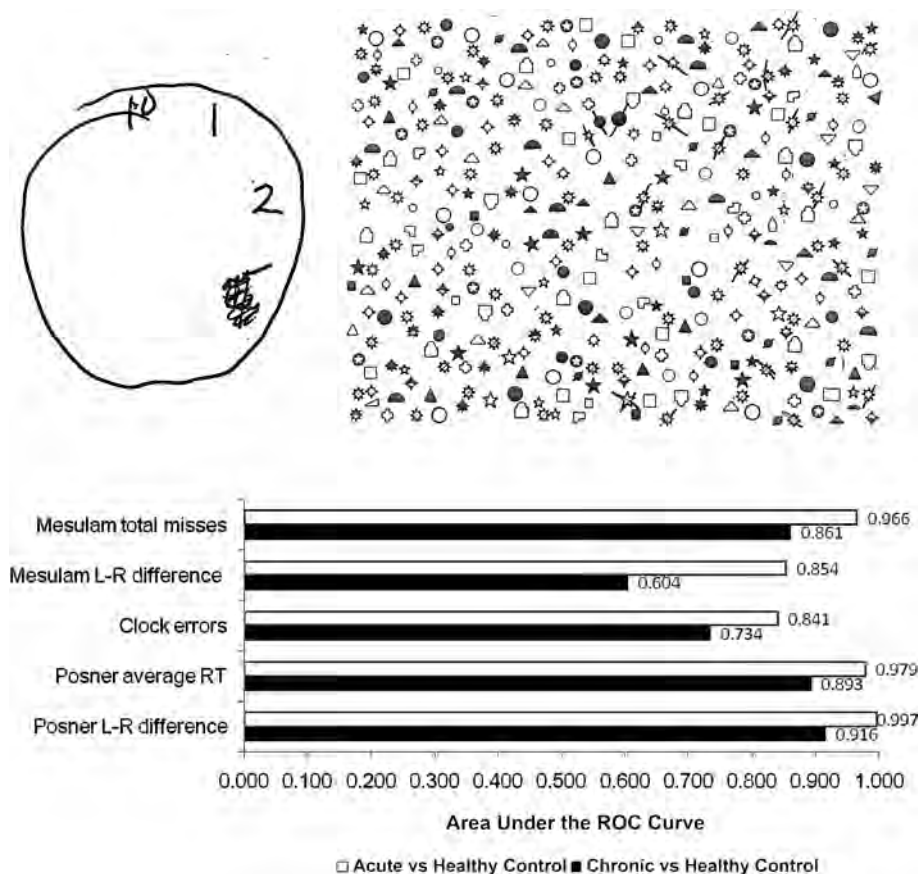 1
2
Mesulam total misses
0.966
0.861
Mesulam L-R difference
0.854
0.604
Clock errors
0.841
0.734
Posner average RT
0.979
0.893
Posner L-R difference
0.997
0.916
0.000 0.100 0.200 0.300 0.400 0.500 0.600 0.700 0.800 0.900 1.000
Area Under the ROC Curve
Acute vs Healthy Control Chronic vs Healthy Control